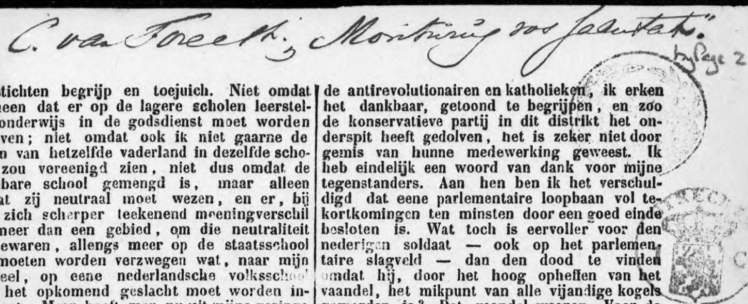 C. van Foreest. „Moriturus vos salutat."
bij Page 2
stichten begrijp en toejuich. Niet omdat
een dat er op de lagere scholen leerstel-
onderwijs in de godsdienst moet worden
ven; niet omdat ook ik niet gaarne de
n van hetzelfde vaderland in dezelfde scho-
zou vereenigd zien, niet dus omdat de
bare school gemengd is, maar alleen
at zij neutraal moet wezen, en er, bij
zich scherper teekenend meeningverschil
meer dan een gebied, om die neutraliteit
ewaren, allengs meer op de staatsschool
moeten worden verzwegen wat, naar mijn
eel, op eene nederlandsche volksschool
het opkomend geslacht moet worden in-
de antirevolutionairen en katholieken, ik erken
het dankbaar, getoond te begrijpen, en zoo
de konservatieve partij in dit distrikt het on-
derspit heeft gedolven, het is zeker niet door
gemis van hunne medewerking geweest. Ik
heb eindelijk een woord van dank voor mijne
tegenstanders. Aan hen ben ik het verschul-
digd dat eene parlementaire loopbaan vol te-
kortkomingen ten minsten door een goed einde
besloten is. Wat toch is eervoller voor den
nederigen soldaat — ook op het parlemen-
taire slagveld — dan den dood te vinden
omdat hij, door het hoog opheffen van het
vaandel, het mikpunt van alle vijandige kogels